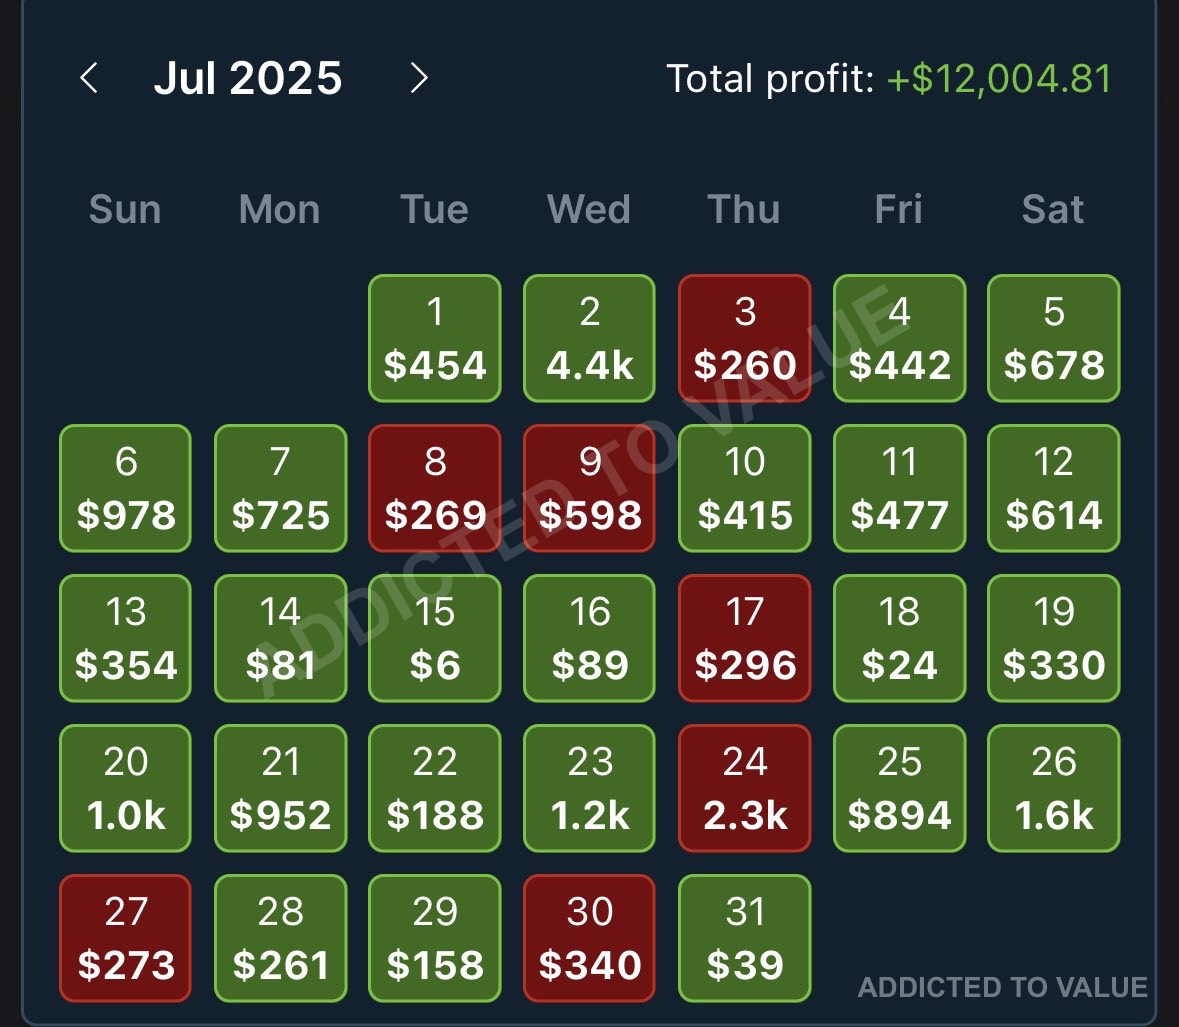 Jul 2025 Total profit: +$12,004.81
Sun Mon Tue Wed Thu Fri Sat
1 2 3 4 5
$454 4.4k $260 $442 $678
6 7 8 9 10 11 12
$978 $725 $269 $598 $415 $477 $614
13 14 15 16 17 18 19
$354 $81 $6 $89 $296 $24 $330
20 21 22 23 24 25 26
1.0k $952 $188 1.2k 2.3k $894 1.6k
27 28 29 30 31
$273 $261 $158 $340 $39
ADDICTED TO VALUE
ADDICTED TO VALUE